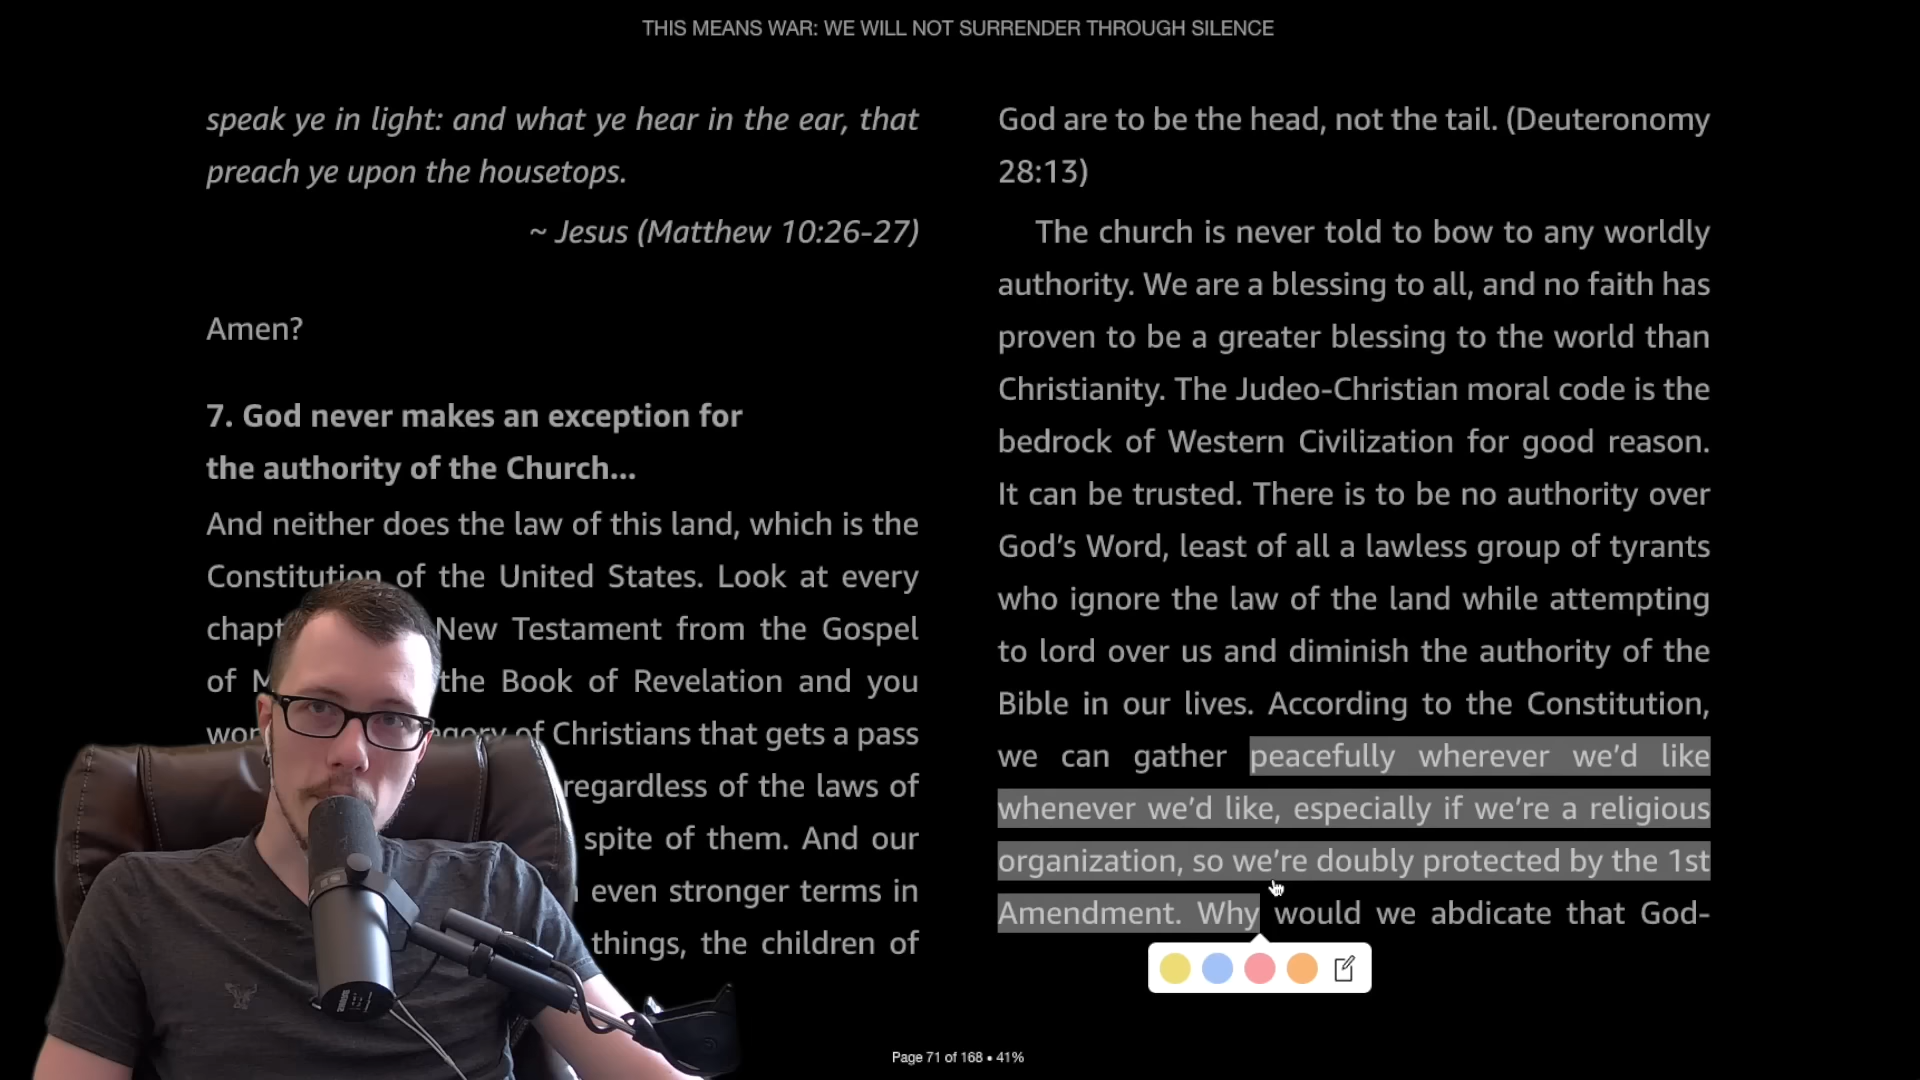 THIS MEANS WAR: WE WILL NOT SURRENDER THROUGH SILENCE
speak ye in light: and what ye hear in the ear, that
preach ye upon the housetops.
~ Jesus (Matthew 10:26-27)
Amen?
7. God never makes an exception for
the authority of the Church...
And neither does the law of this land, which is the
Constitution of the United States. Look at every
New Testament from the Gospel
of the Book of Revelation and you
of Christians that gets a pass
regardless of the laws of
spite of them. And our
even stronger terms in
things, the children of
God are to be the head, not the tail. (Deuteronomy
28:13)
The church is never told to bow to any worldly
authority. We are a blessing to all, and no faith has
proven to be a greater blessing to the world than
Christianity. The Judeo-Christian moral code is the
bedrock of Western Civilization for good reason.
It can be trusted. There is to be no authority over
God's Word, least of all a lawless group of tyrants
who ignore the law of the land while attempting
to lord over us and diminish the authority of the
Bible in our lives. According to the Constitution,
we can gather peacefully wherever we'd like
whenever we'd like, especially if we're a religious
organization, so we're doubly protected by the 1st
Amendment. Why would we abdicate that God-
Page 71 of 168 • 41%